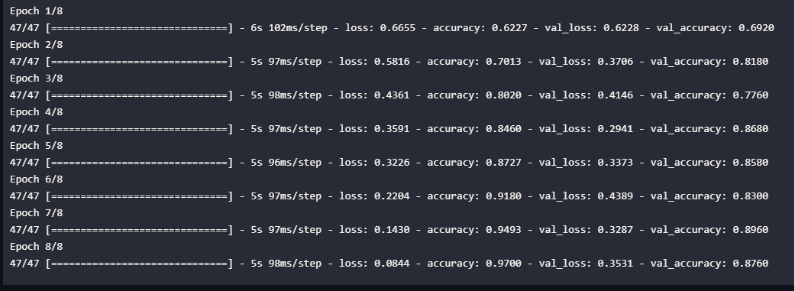 Epoch 1/8
47/47 [==============================] - 6s 102ms/step - loss: 0.6655 - accuracy: 0.6227 - val_loss: 0.6228 - val_accuracy: 0.6920
Epoch 2/8
47/47 [==============================] - 5s 97ms/step - loss: 0.5816 - accuracy: 0.7013 - val_loss: 0.3706 - val_accuracy: 0.8180
Epoch 3/8
47/47 [==============================] - 5s 98ms/step - loss: 0.4361 - accuracy: 0.8020 - val_loss: 0.4146 - val_accuracy: 0.7760
Epoch 4/8
47/47 [==============================] - 5s 97ms/step - loss: 0.3591 - accuracy: 0.8460 - val_loss: 0.2941 - val_accuracy: 0.8680
Epoch 5/8
47/47 [==============================] - 5s 96ms/step - loss: 0.3226 - accuracy: 0.8727 - val_loss: 0.3373 - val_accuracy: 0.8580
Epoch 6/8
47/47 [==============================] - 5s 97ms/step - loss: 0.2204 - accuracy: 0.9180 - val_loss: 0.4389 - val_accuracy: 0.8300
Epoch 7/8
47/47 [==============================] - 5s 97ms/step - loss: 0.1430 - accuracy: 0.9493 - val_loss: 0.3287 - val_accuracy: 0.8960
Epoch 8/8
47/47 [==============================] - 5s 98ms/step - loss: 0.0844 - accuracy: 0.9700 - val_loss: 0.3531 - val_accuracy: 0.8760